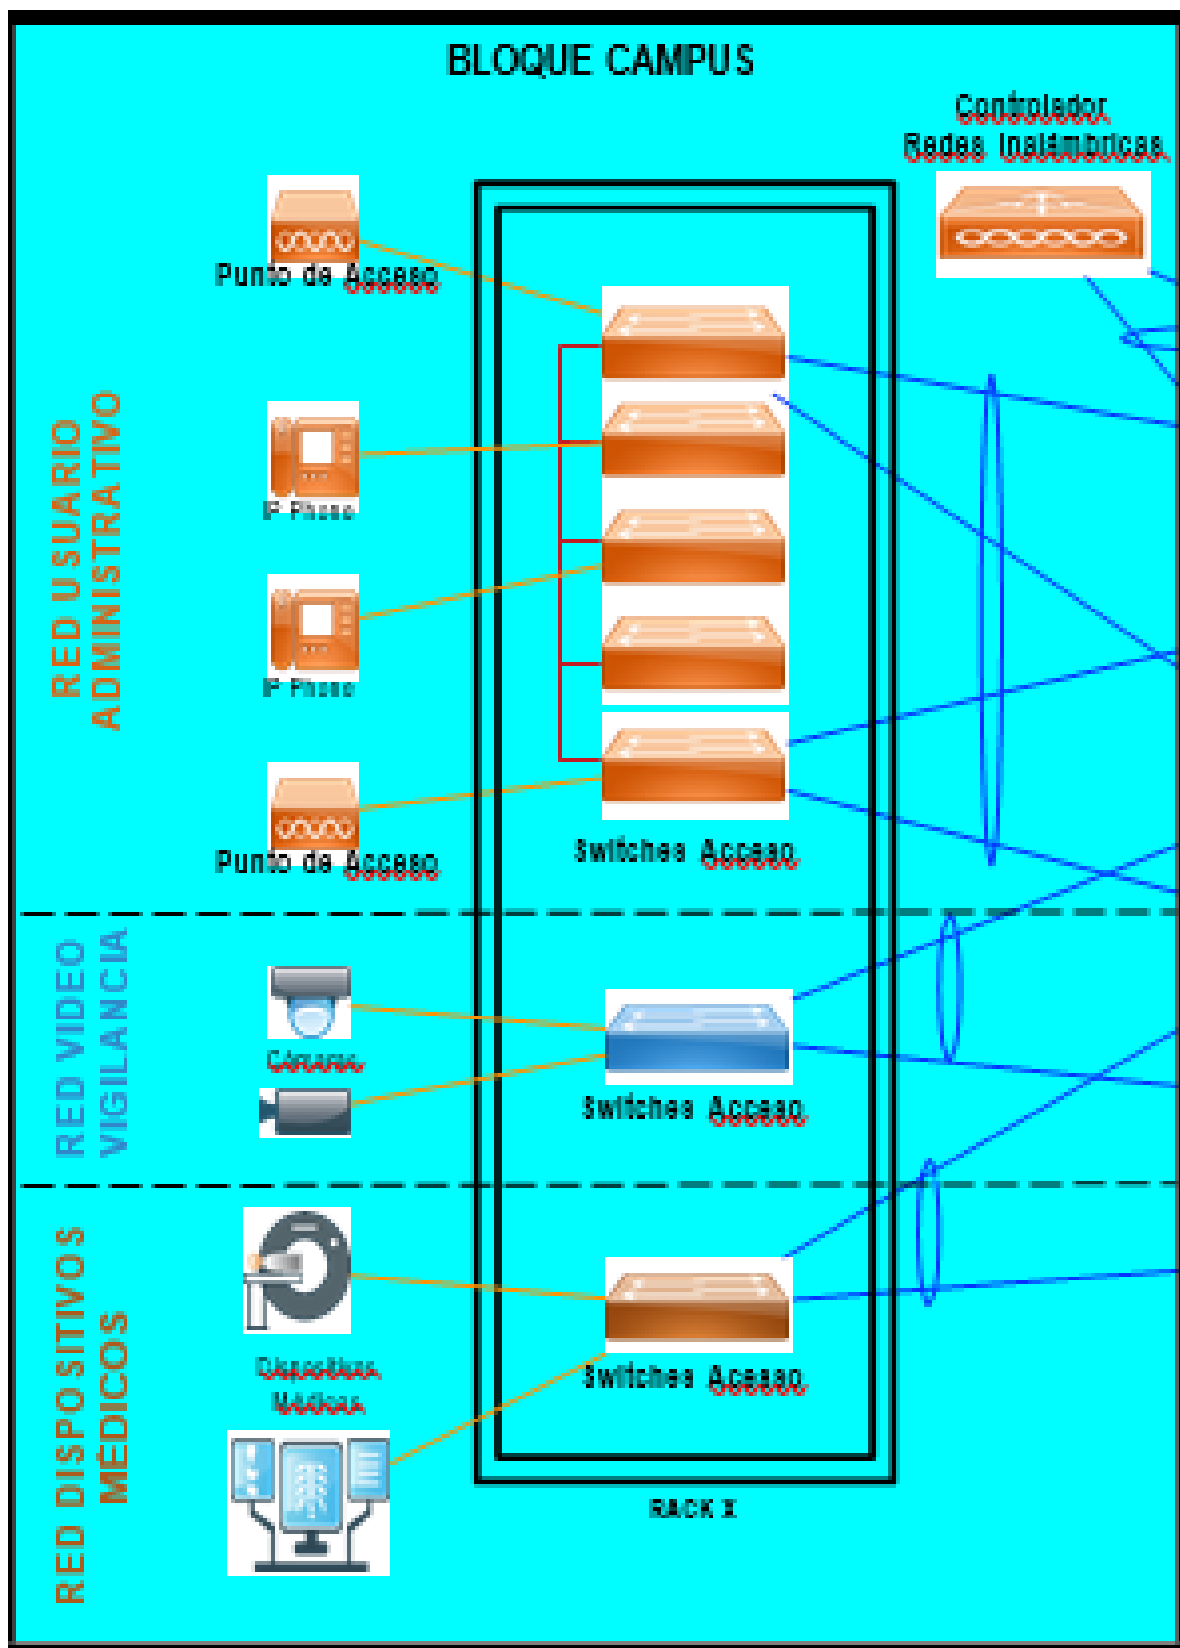 BLOQUE CAMPUS
Controlador
Redes Inalámbricas
Punto de Acceso
RED USUARIO
ADMINISTRATIVO
IP Phone
IP Phone
Punto de Acceso
Switches Acceso
RED VIDEO
VIGILANCIA
Cámaras
Switches Acceso
RED DISPOSITIVOS
MÉDICOS
Dispositivos
Médicos
Switches Acceso
RACK X